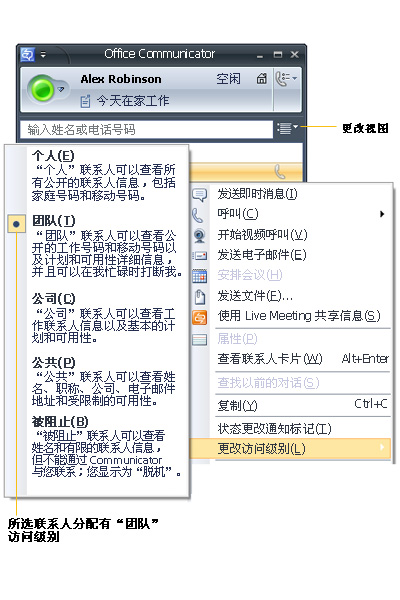 Office Communicator
Alex Robinson 空闲
今天在家工作
输入姓名或电话号码
更改视图
个人(E)
“个人”联系人可以查看所
有公开的联系人信息，包括
家庭号码和移动号码。
团队(T)
“团队”联系人可以查看公
开的工作号码和移动号码以
及计划和可用性详细信息，
并且可以在我忙碌时打断我。
公司(C)
“公司”联系人可以查看工
作联系人信息以及基本的计
划和可用性。
公共(P)
“公共”联系人可以查看姓
名、职称、公司、电子邮件
地址和受限制的可用性。
被阻止(B)
“被阻止”联系人可以查看
姓名和有限的联系人信息，
但不能通过 Communicator
与您联系；您显示为“脱机”。
发送即时消息(I)
呼叫(C)
开始视频呼叫(V)
发送电子邮件(E)
安排会议(H)
发送文件(E)...
使用 Live Meeting 共享信息(S)
属性(P)
查看联系人卡片(W) Alt+Enter
查找以前的对话(S)
复制(Y) Ctrl+C
状态更改通知标记(I)
更改访问级别(L)
所选联系人分配有“团队”
访问级别